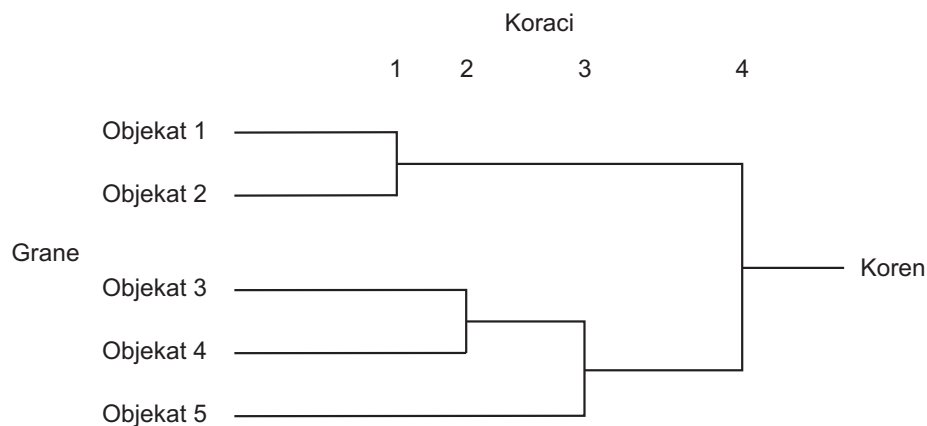 Koraci
1 2 3 4
Objekat 1
Objekat 2
Grane
Objekat 3
Koren
Objekat 4
Objekat 5